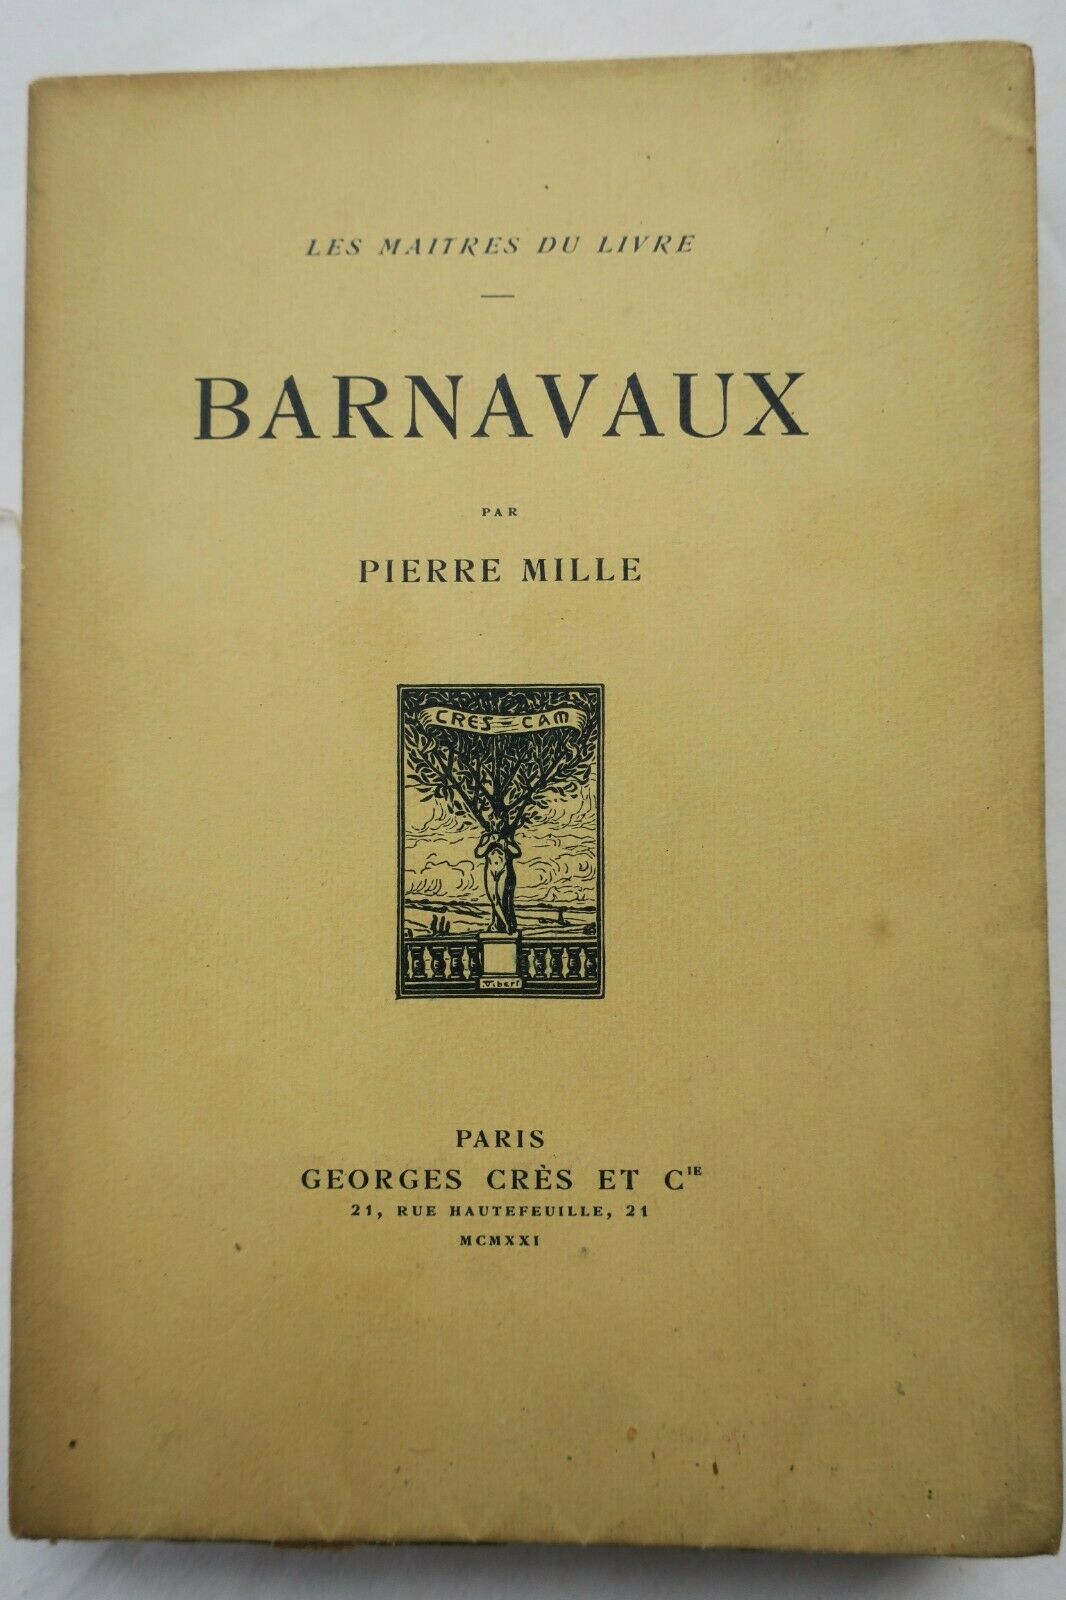 LES MAITRES DU LIVRE
BARNAVAUX
PAR
PIERRE MILLE
CRES-CAM
Vibert
PARIS
GEORGES CRÈS ET CIE
21, RUE HAUTEFEUILLE, 21
MCMXXI